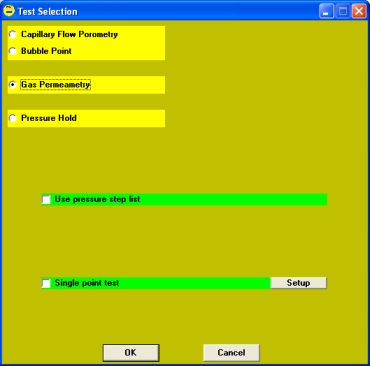 Test Selection
Capillary Flow Porometry
Bubble Point
Gas Permeametry
Pressure Hold
Use pressure step list
Single point test
Setup
OK
Cancel